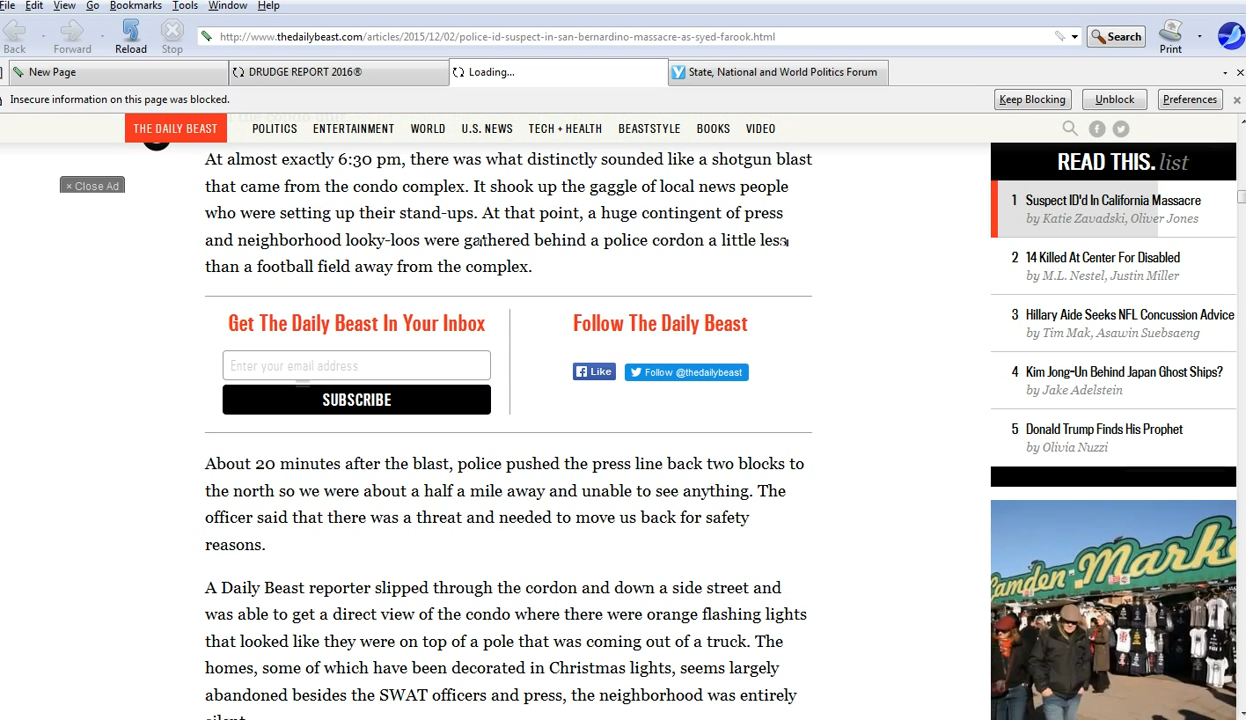 File Edit View Go Bookmarks Tools Window Help
Back Forward Reload Stop http://www.thedailybeast.com/articles/2015/12/02/police-id-suspect-in-san-bernardino-massacre-as-syed-farook.html Search Print
New Page DRUDGE REPORT 2016® Loading... State, National and World Politics Forum
Insecure information on this page was blocked. Keep Blocking Unblock Preferences
THE DAILY BEAST POLITICS ENTERTAINMENT WORLD U.S. NEWS TECH + HEALTH BEASTSTYLE BOOKS VIDEO
× Close Ad
At almost exactly 6:30 pm, there was what distinctly sounded like a shotgun blast
that came from the condo complex. It shook up the gaggle of local news people
who were setting up their stand-ups. At that point, a huge contingent of press
and neighborhood looky-loos were gathered behind a police cordon a little less
than a football field away from the complex.
Get The Daily Beast In Your Inbox
Enter your email address
SUBSCRIBE
Follow The Daily Beast
Like Follow @thedailybeast
About 20 minutes after the blast, police pushed the press line back two blocks to
the north so we were about a half a mile away and unable to see anything. The
officer said that there was a threat and needed to move us back for safety
reasons.
A Daily Beast reporter slipped through the cordon and down a side street and
was able to get a direct view of the condo where there were orange flashing lights
that looked like they were on top of a pole that was coming out of a truck. The
homes, some of which have been decorated in Christmas lights, seems largely
abandoned besides the SWAT officers and press, the neighborhood was entirely
silent.
READ THIS. list
1 Suspect ID'd In California Massacre
by Katie Zavadski, Oliver Jones
2 14 Killed At Center For Disabled
by M.L. Nestel, Justin Miller
3 Hillary Aide Seeks NFL Concussion Advice
by Tim Mak, Asawin Suebsaeng
4 Kim Jong-Un Behind Japan Ghost Ships?
by Jake Adelstein
5 Donald Trump Finds His Prophet
by Olivia Nuzzi
Camden Marke